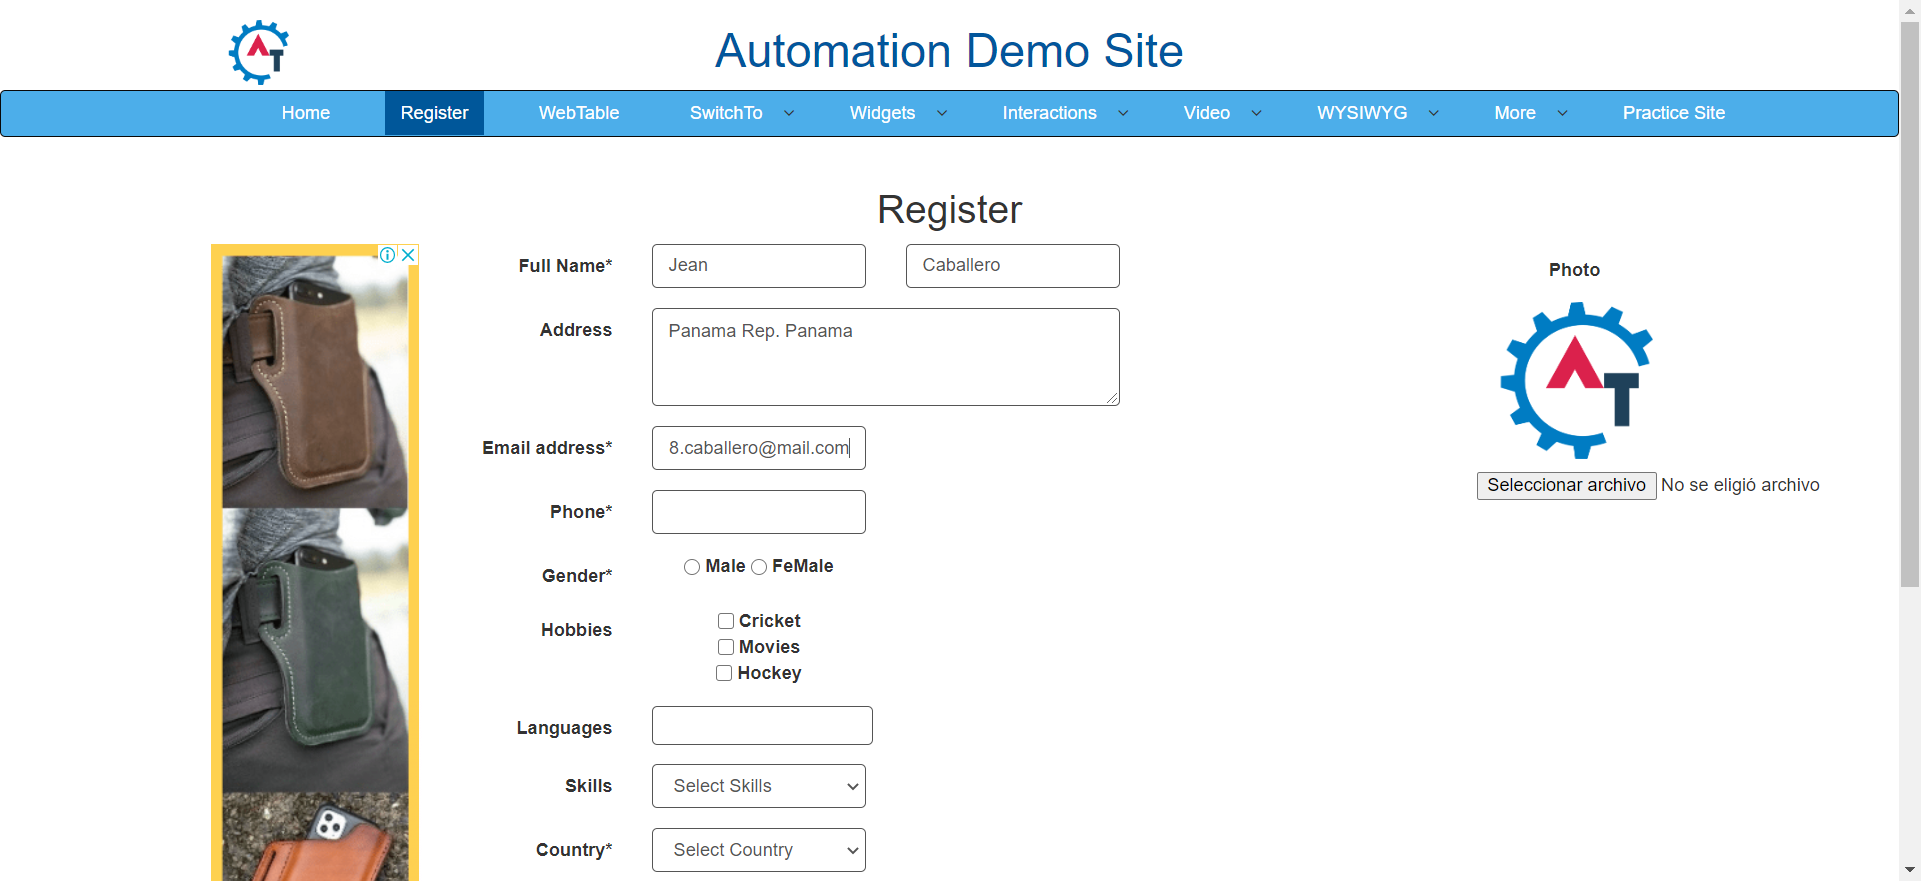 Automation Demo Site
Home Register WebTable SwitchTo Widgets Interactions Video WYSIWYG More Practice Site
Register
Full Name* Jean Caballero
Photo
Address Panama Rep. Panama
AT
Email address* 8.caballero@mail.com
Seleccionar archivo No se eligió archivo
Phone*
Gender* Male FeMale
Hobbies
Cricket
Movies
Hockey
Languages
Skills Select Skills
Country* Select Country